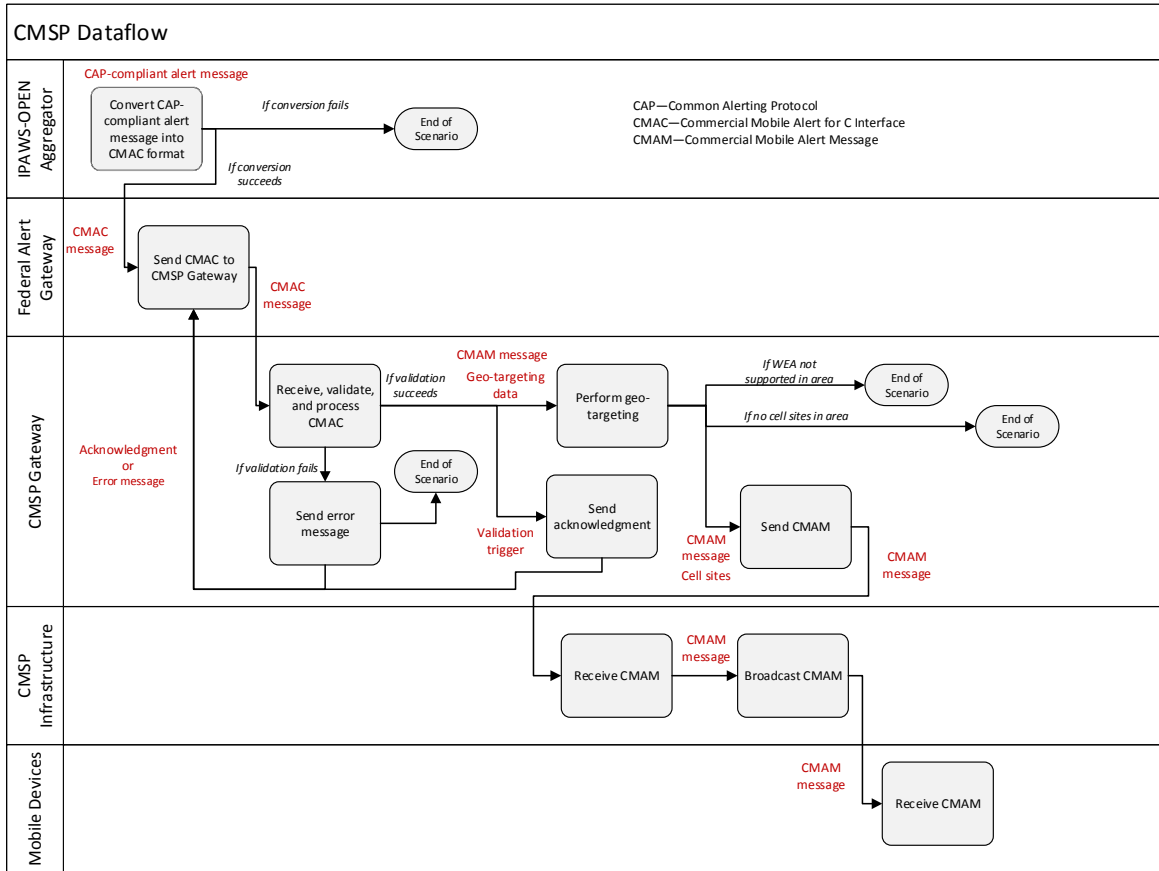 CMSP Dataflow
IPAWS-OPEN
Aggregator
CAP-compliant alert message
Convert CAP-
compliant alert
message into
CMAC format
If conversion fails
End of
Scenario
If conversion
succeeds
CAP—Common Alerting Protocol
CMAC—Commercial Mobile Alert for C Interface
CMAM—Commercial Mobile Alert Message
Federal Alert
Gateway
CMAC
message
Send CMAC to
CMSP Gateway
CMAC
message
CMSP Gateway
Acknowledgment
or
Error message
Receive, validate,
and process
CMAC
If validation
succeeds
CMAM message
Geo-targeting
data
Perform geo-
targeting
If WEA not
supported in area
End of
Scenario
If no cell sites in area
End of
Scenario
If validation fails
Send error
message
End of
Scenario
Validation
trigger
Send
acknowledgment
CMAM
message
Cell sites
Send CMAM
CMAM
message
CMSP
Infrastructure
Receive CMAM
CMAM
message
Broadcast CMAM
Mobile Devices
CMAM
message
Receive CMAM